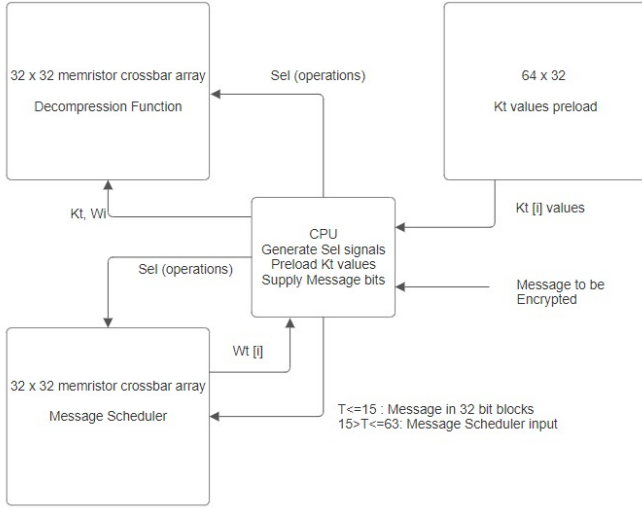 32 x 32 memristor crossbar array
Decompression Function
Sel (operations)
64 x 32
Kt values preload
Kt, Wi
Kt [i] values
CPU
Generate Sel signals
Preload Kt values
Supply Message bits
Sel (operations)
Message to be
Encrypted
Wt [i]
32 x 32 memristor crossbar array
Message Scheduler
T<=15 : Message in 32 bit blocks
15>T<=63: Message Scheduler input